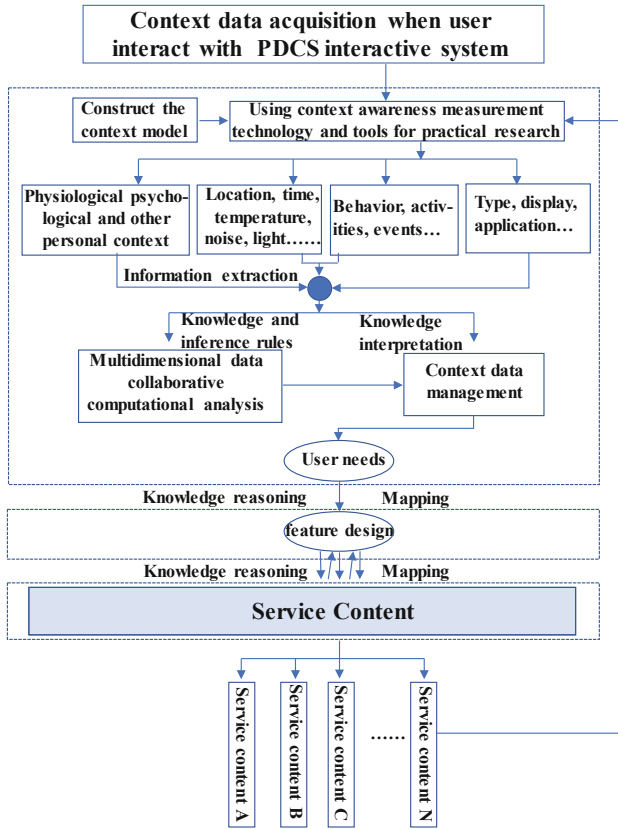 Context data acquisition when user
interact with PDCS interactive system
Construct the
context model
Using context awareness measurement
technology and tools for practical research
Physiological psycho-
logical and other
personal context
Location, time,
temperature,
noise, light……
Behavior, activ-
ities, events…
Type, display,
application…
Information extraction
Knowledge and
inference rules
Knowledge
interpretation
Multidimensional data
collaborative
computational analysis
Context data
management
User needs
Knowledge reasoning
Mapping
feature design
Knowledge reasoning
Mapping
Service Content
Service content A
Service content B
Service content C
……
Service content N